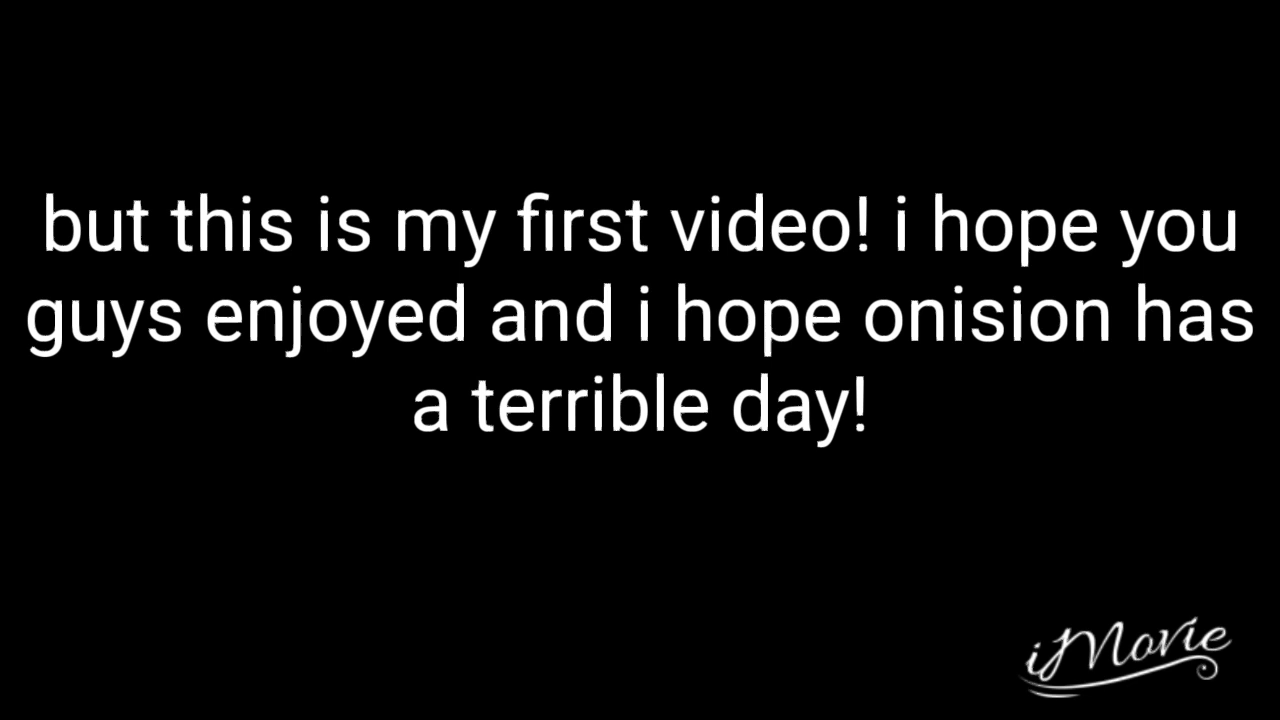 but this is my first video! i hope you
guys enjoyed and i hope onision has
a terrible day!
iMovie